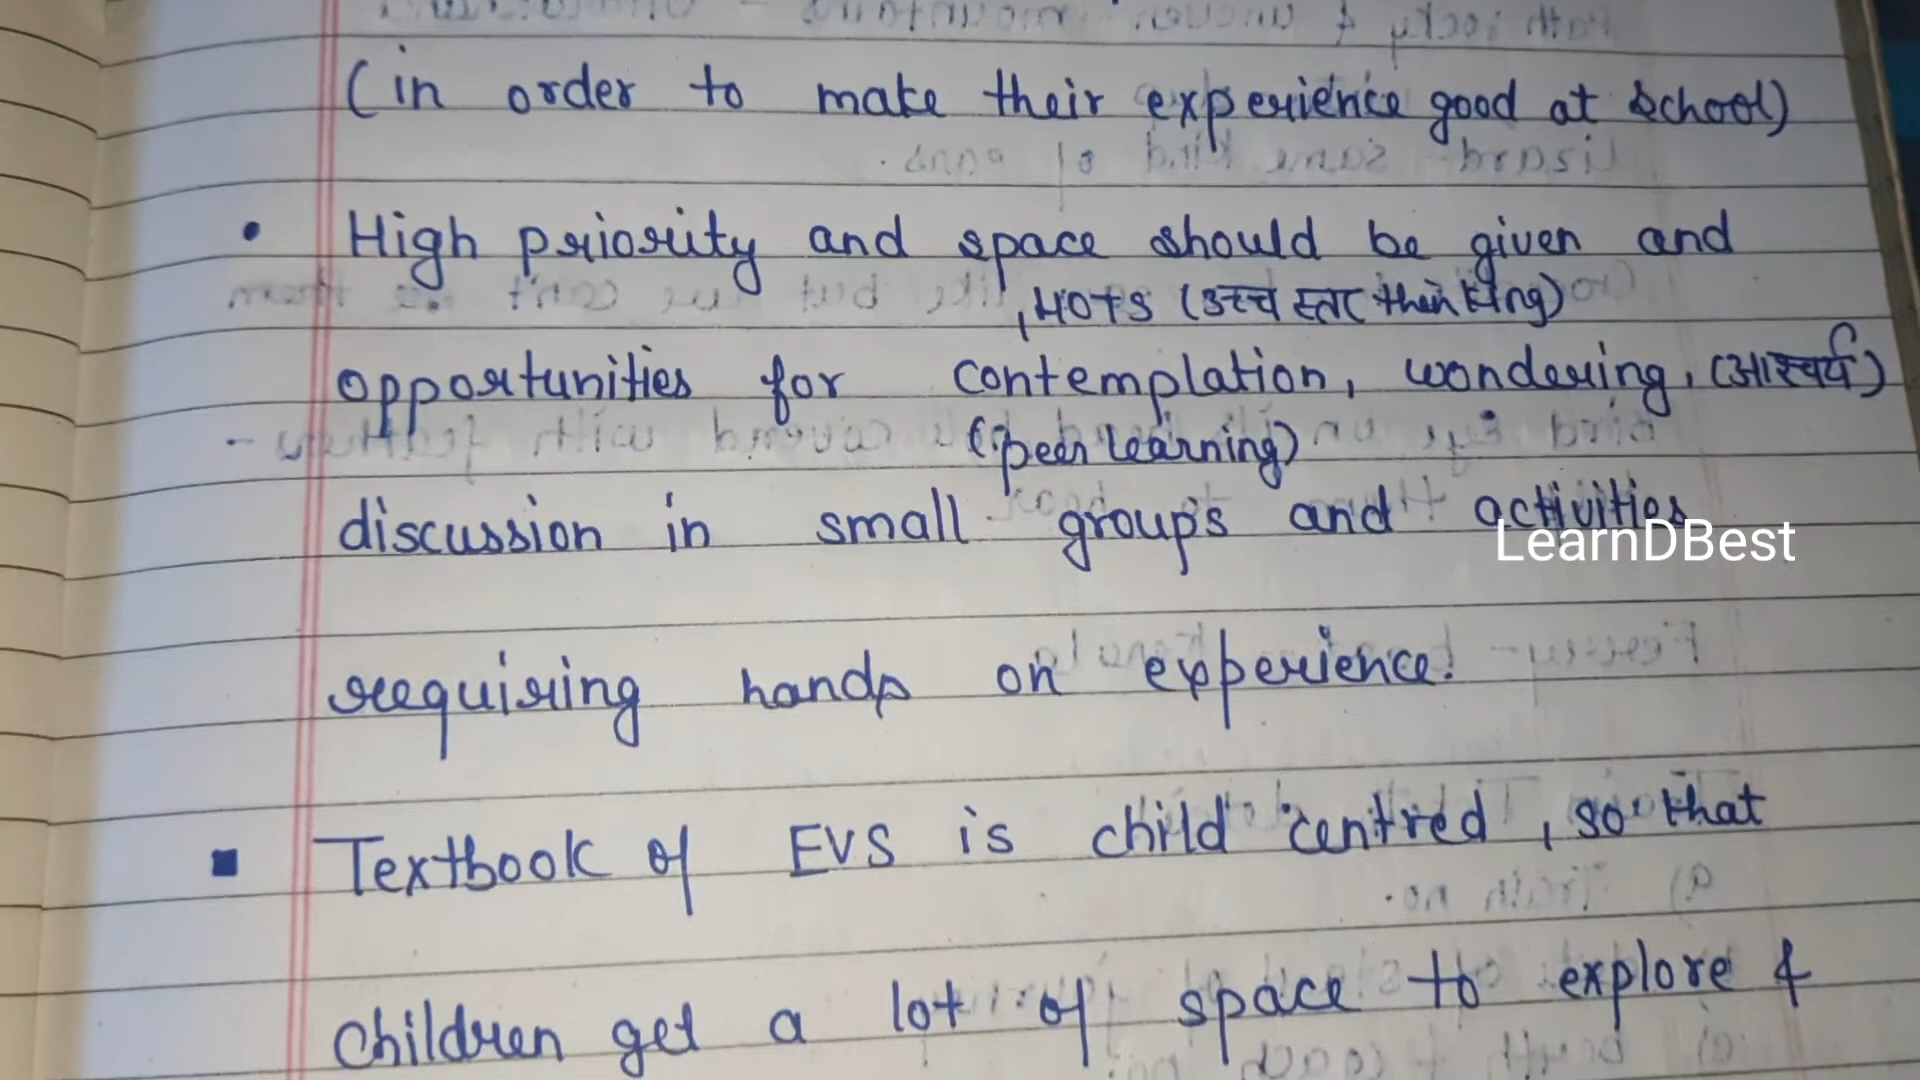 (in order to make their experience good at school)
• High priority and space should be given and
, HOTS (उच्च स्तर thinking)
opportunities for contemplation, wondering, (आश्चर्य)
(peer learning)
discussion in small groups and activities
LearnDBest
requiring hands on experience.
▪ Textbook of EVS is child centred, so that
children get a lot of space to explore &